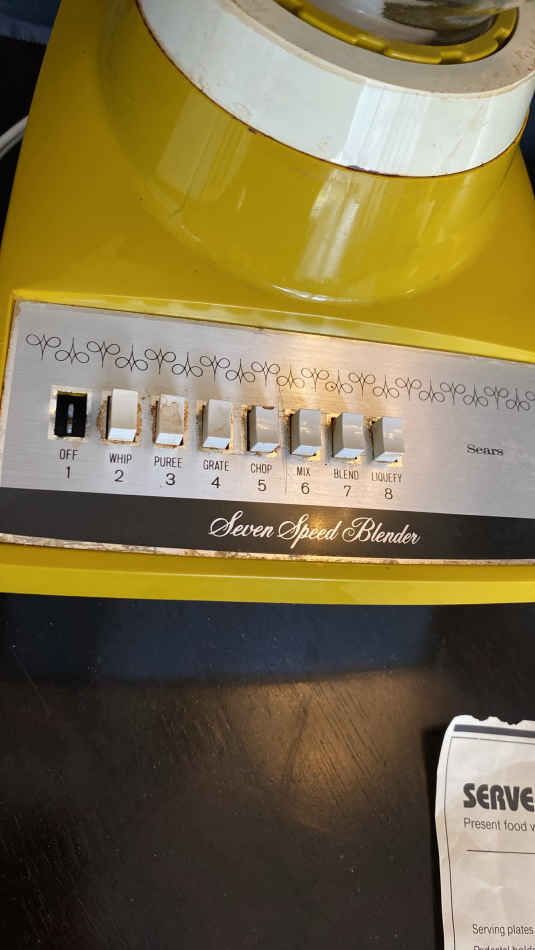 OFF WHIP PUREE GRATE CHOP MIX BLEND LIQUEFY
1 2 3 4 5 6 7 8
Sears
Seven Speed Blender
SERVE
Present food
Serving plates
Pedestal